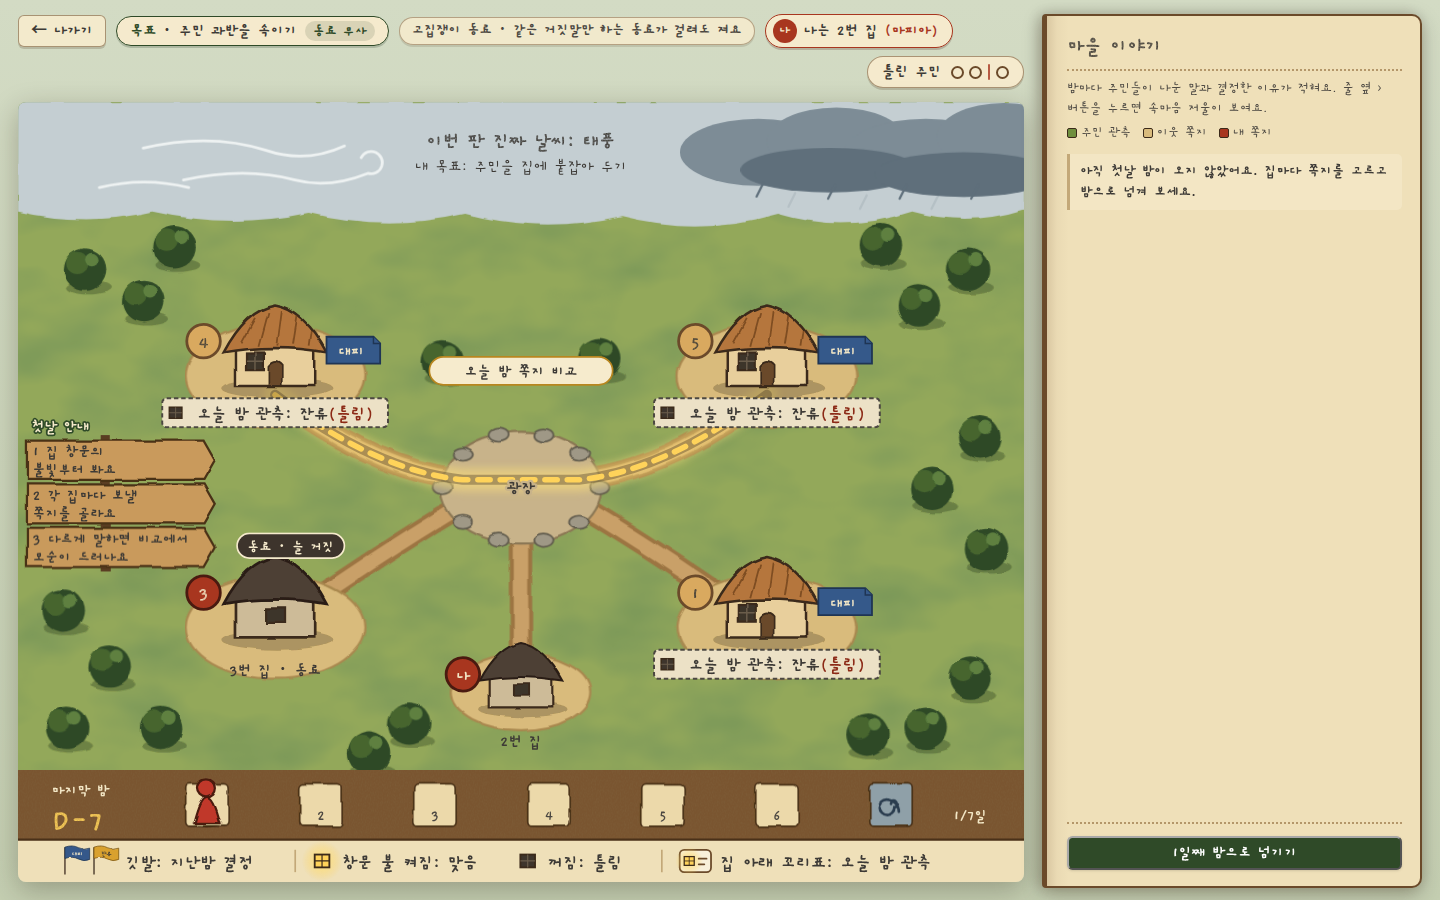 ← 나가기
목표 · 주민 과반을 속이기 동료 무사
고집쟁이 동료 · 같은 거짓말만 하는 동료가 걸려도 져요
나 나는 2번 집 (마피아)
틀린 주민
이번 판 진짜 날씨: 태풍
내 목표: 주민을 집에 붙잡아 두기
4
대피
오늘 밤 쪽지 비교
5
대피
오늘 밤 관측: 잔류(틀림)
오늘 밤 관측: 잔류(틀림)
첫날 안내
1 집 창문의
불빛부터 봐요
2 각 집마다 보낼
쪽지를 골라요
3 다르게 말하면 비교에서
모순이 드러나요
광장
동료 · 늘 거짓
3
3번 집 · 동료
1
대피
오늘 밤 관측: 잔류(틀림)
나
2번 집
마지막 밤
D-7
2
3
4
5
6
1/7일
대피
깃발: 지난밤 결정
창문 불 켜짐: 맞음
꺼짐: 틀림
집 아래 꼬리표: 오늘 밤 관측
마을 이야기
밤마다 주민들이 나눈 말과 결정한 이유가 적혀요. 줄 옆 >
버튼을 누르면 속마음 저울이 보여요.
주민 관측 이웃 쪽지 내 쪽지
아직 첫날 밤이 오지 않았어요. 집마다 쪽지를 고르고
밤으로 넘겨 보세요.
1일째 밤으로 넘기기